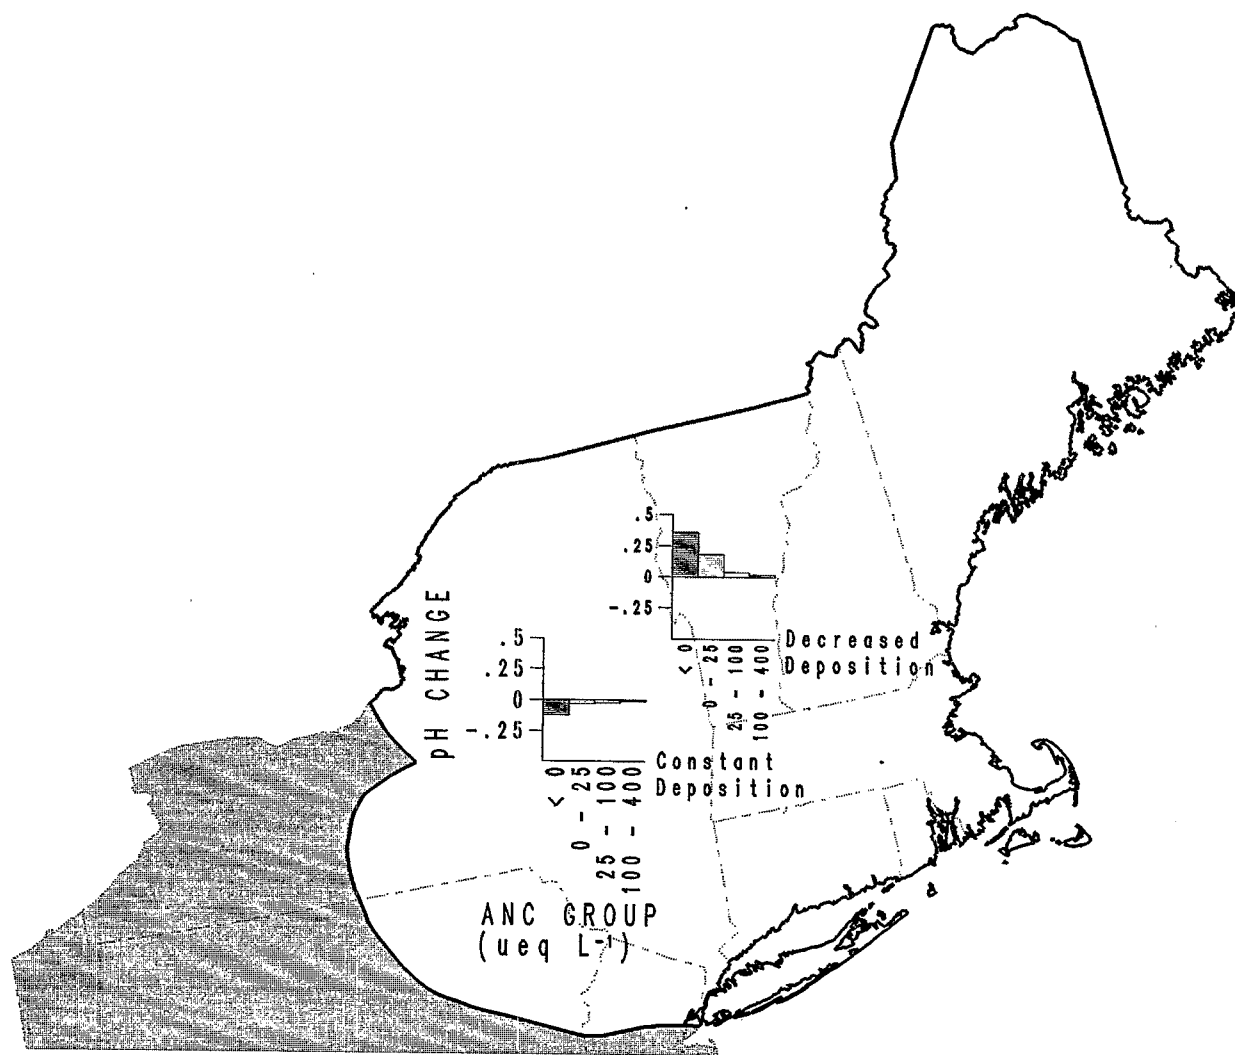 .5
.25
0
-.25
Decreased
Deposition
< 0
0 - 25
25 - 100
100 - 400
pH CHANGE
.5
.25
0
-.25
Constant
Deposition
< 0
0 - 25
25 - 100
100 - 400
ANC GROUP
(ueq L-1)